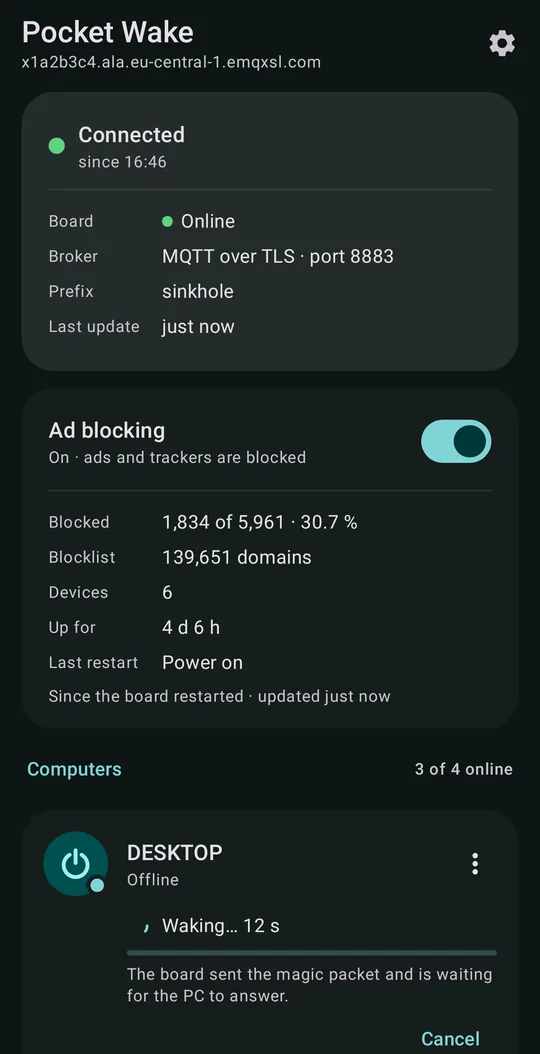 Pocket Wake
x1a2b3c4.ala.eu-central-1.emqxsl.com
Connected
since 16:46
Board Online
Broker MQTT over TLS · port 8883
Prefix sinkhole
Last update just now
Ad blocking
On · ads and trackers are blocked
Blocked 1,834 of 5,961 · 30.7 %
Blocklist 139,651 domains
Devices 6
Up for 4 d 6 h
Last restart Power on
Since the board restarted · updated just now
Computers 3 of 4 online
DESKTOP
Offline
Waking… 12 s
The board sent the magic packet and is waiting
for the PC to answer.
Cancel